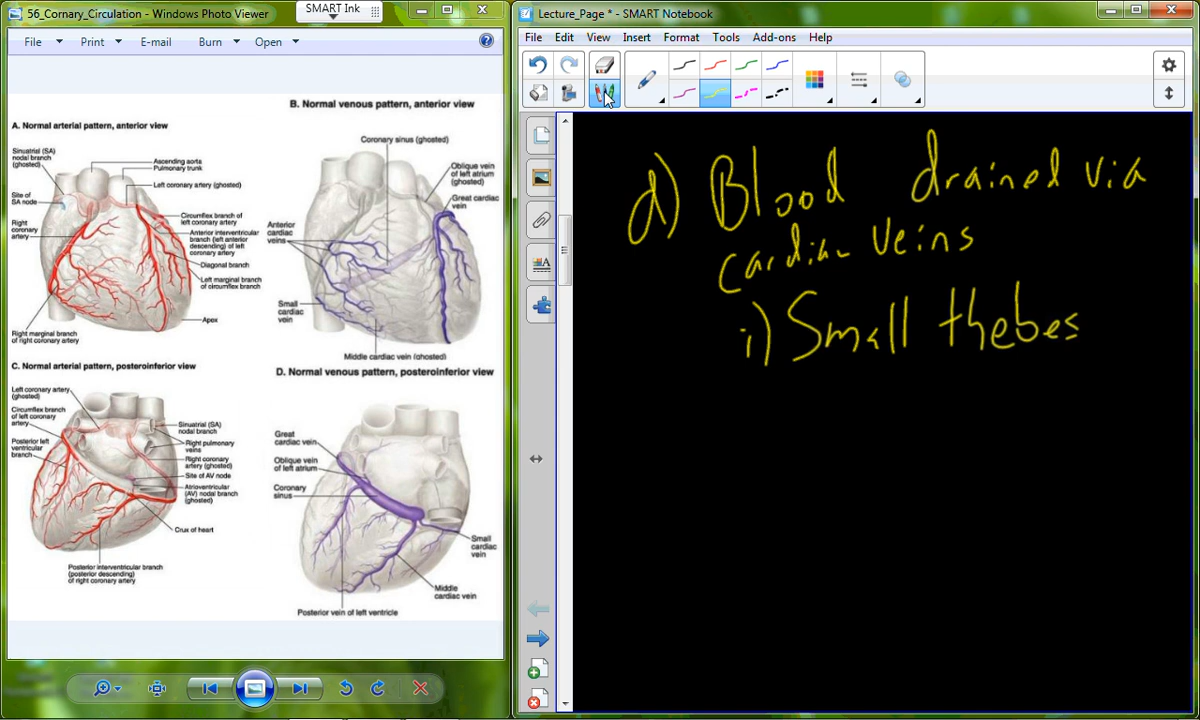 56_Cornary_Circulation - Windows Photo Viewer
SMART Ink
File Print E-mail Burn Open
A. Normal arterial pattern, anterior view
Sinuatrial (SA)
nodal branch
(ghosted)
Ascending aorta
Pulmonary trunk
Left coronary artery (ghosted)
Site of
SA node
Right
coronary
artery
Circumflex branch of
left coronary artery
Anterior interventricular
branch (left anterior
descending) of left
coronary artery
Diagonal branch
Left marginal branch
of circumflex branch
Apex
Right marginal branch
of right coronary artery
B. Normal venous pattern, anterior view
Coronary sinus (ghosted)
Oblique vein
of left atrium
(ghosted)
Great cardiac
vein
Anterior
cardiac
veins
Small
cardiac
vein
Middle cardiac vein (ghosted)
C. Normal arterial pattern, posteroinferior view
Left coronary artery
(ghosted)
Circumflex branch
of left coronary
artery
Posterior left
ventricular
branch
Sinuatrial (SA)
nodal branch
Right pulmonary
veins
Right coronary
artery (ghosted)
Site of AV node
Atrioventricular
(AV) nodal branch
(ghosted)
Crux of heart
Posterior interventricular branch
(posterior descending)
of right coronary artery
D. Normal venous pattern, posteroinferior view
Great
cardiac vein
Oblique vein
of left atrium
Coronary
sinus
Small
cardiac
vein
Middle
cardiac vein
Posterior vein of left ventricle
Lecture_Page * - SMART Notebook
File Edit View Insert Format Tools Add-ons Help
d) Blood drained via
cardiac veins
i) Small thebes